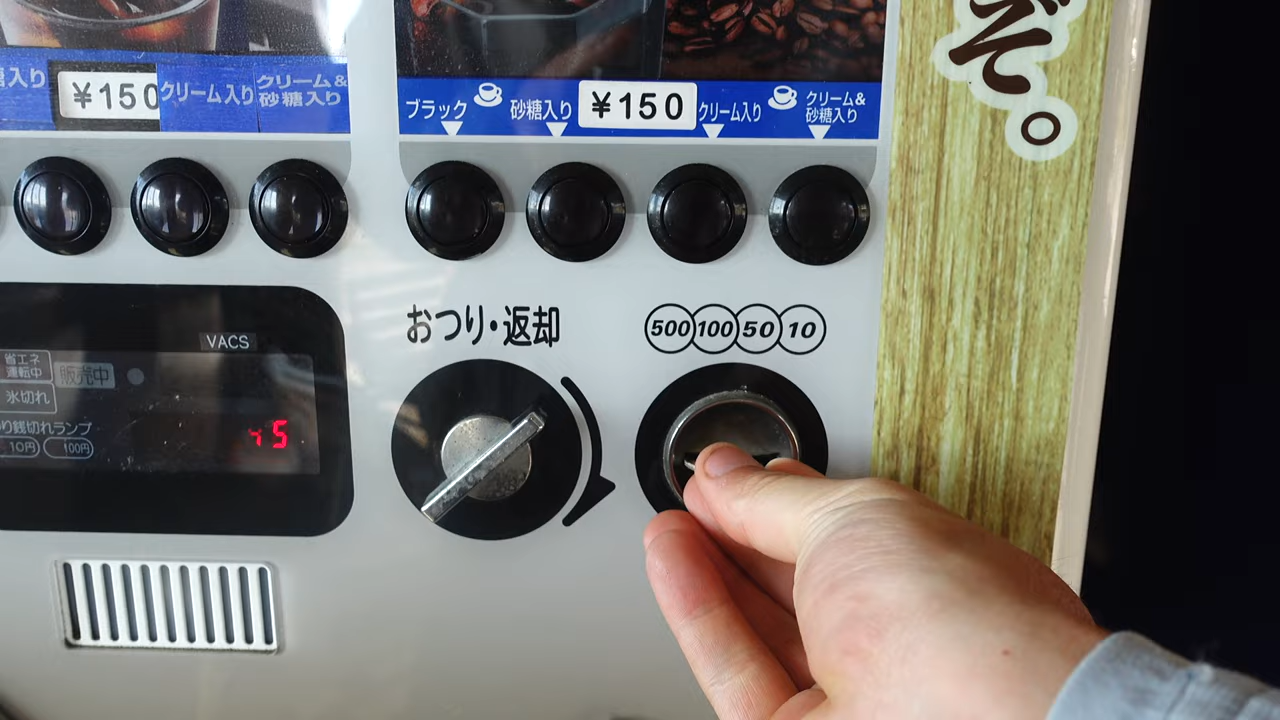 ぞ。
糖入り
¥150
クリーム入り
クリーム&
砂糖入り
ブラック
砂糖入り
¥150
クリーム入り
クリーム&
砂糖入り
おつり・返却
500 100 50 10
VACS
省エネ
運転中
販売中
氷切れ
り銭切れランプ
10円
100円